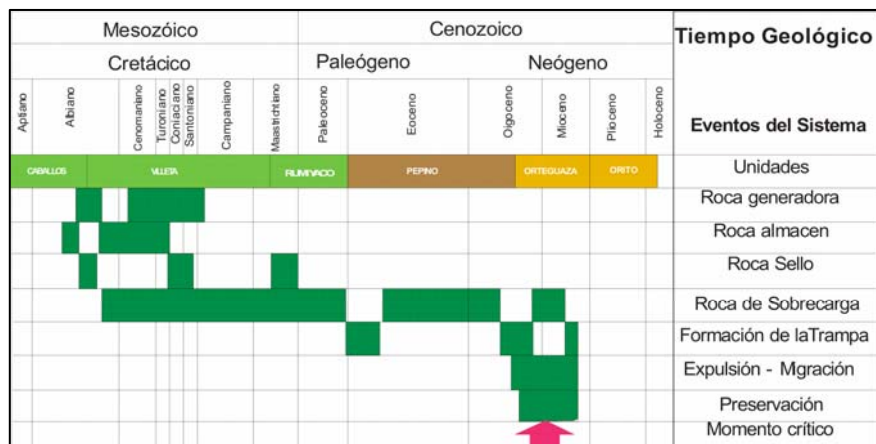 Mesozóico Cenozoico Tiempo Geológico
Cretácico Paleógeno Neógeno
Aptiano Albiano Cenomaniano Turoniano Coniaciano Santoniano Campaniano Maastrichtiano Paleoceno Eoceno Oigoceno Mioceno Plioceno Holoceno Eventos del Sistema
CABALLOS VILLETA RUMIYACO PEPINO ORTEGUAZA ORITO Unidades
Roca generadora
Roca almacen
Roca Sello
Roca de Sobrecarga
Formación de laTrampa
Expulsión - Migración
Preservación
Momento crítico